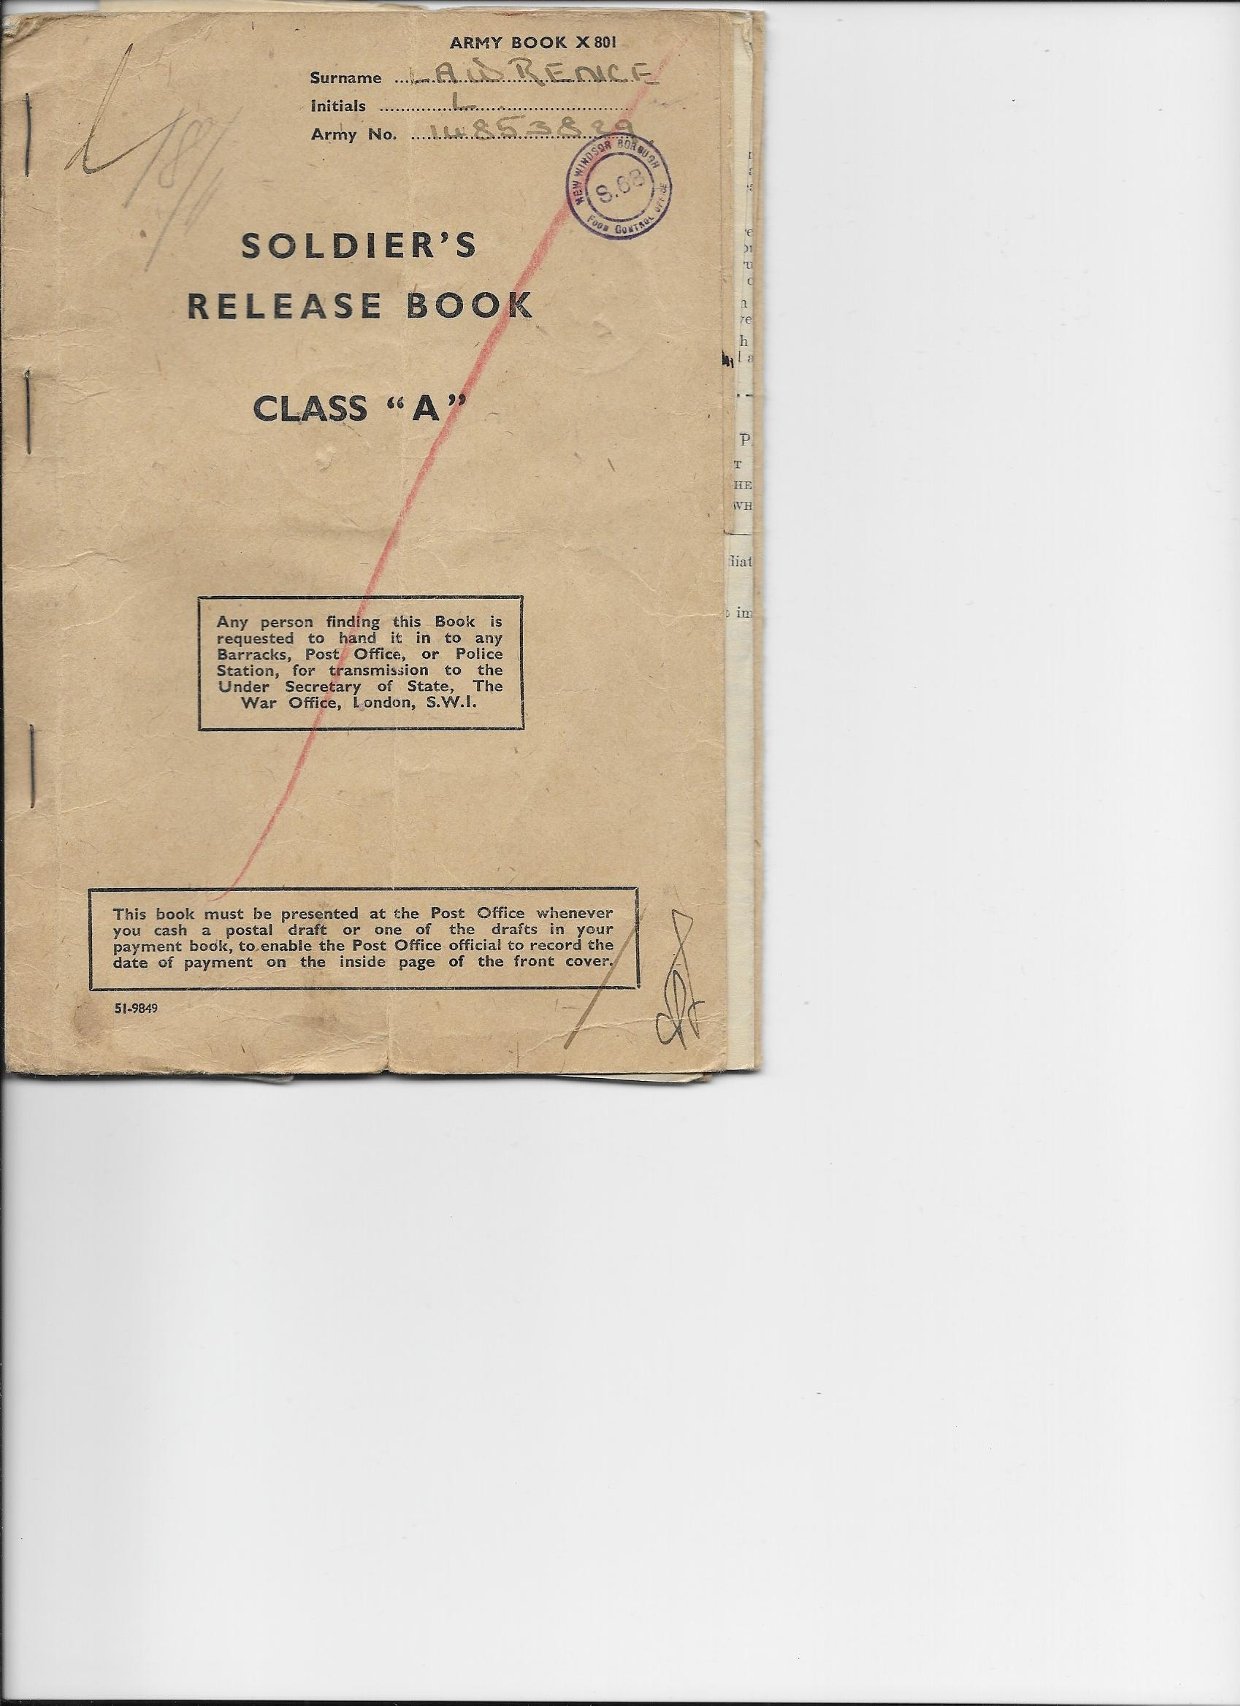 ARMY BOOK X 801
Surname LAWRENCE
Initials L
Army No. 14853829
NEW WINDSOR BOROUGH
S.68
FOOD CONTROL OFFICE
SOLDIER'S
RELEASE BOOK
CLASS “A”
Any person finding this Book is
requested to hand it in to any
Barracks, Post Office, or Police
Station, for transmission to the
Under Secretary of State, The
War Office, London, S.W.1.
This book must be presented at the Post Office whenever
you cash a postal draft or one of the drafts in your
payment book, to enable the Post Office official to record the
date of payment on the inside page of the front cover.
51-9849